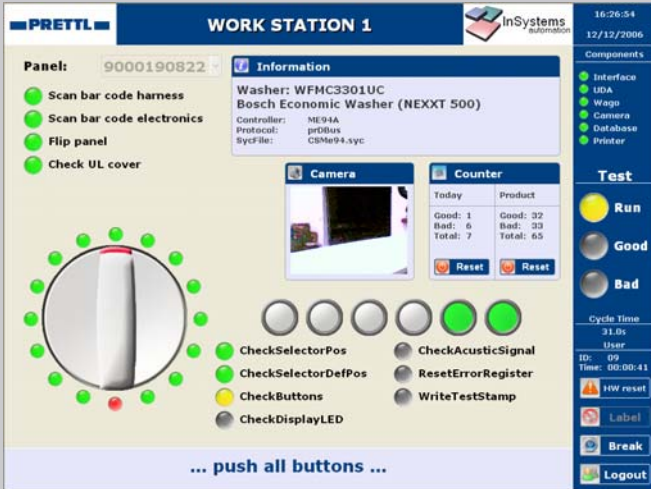 PRETTL
WORK STATION 1
InSystems
automation
16:26:54
12/12/2006
Panel: 9000190822
Scan bar code harness
Scan bar code electronics
Flip panel
Check UL cover
Information
Washer: WFMC3301UC
Bosch Economic Washer (NEXXT 500)
Controller: ME94A
Protocol: prDBus
SycFile: CSMe94.syc
Camera
Counter
Today Product
Good: 1 Good: 32
Bad: 6 Bad: 33
Total: 7 Total: 65
Reset Reset
CheckSelectorPos
CheckSelectorDefPos
CheckButtons
CheckDisplayLED
CheckAcusticSignal
ResetErrorRegister
WriteTestStamp
... push all buttons ...
Components
Interface
UDA
Wago
Camera
Database
Printer
Test
Run
Good
Bad
Cycle Time
31.0s
User
ID: 09
Time: 00:00:41
HW reset
Label
Break
Logout